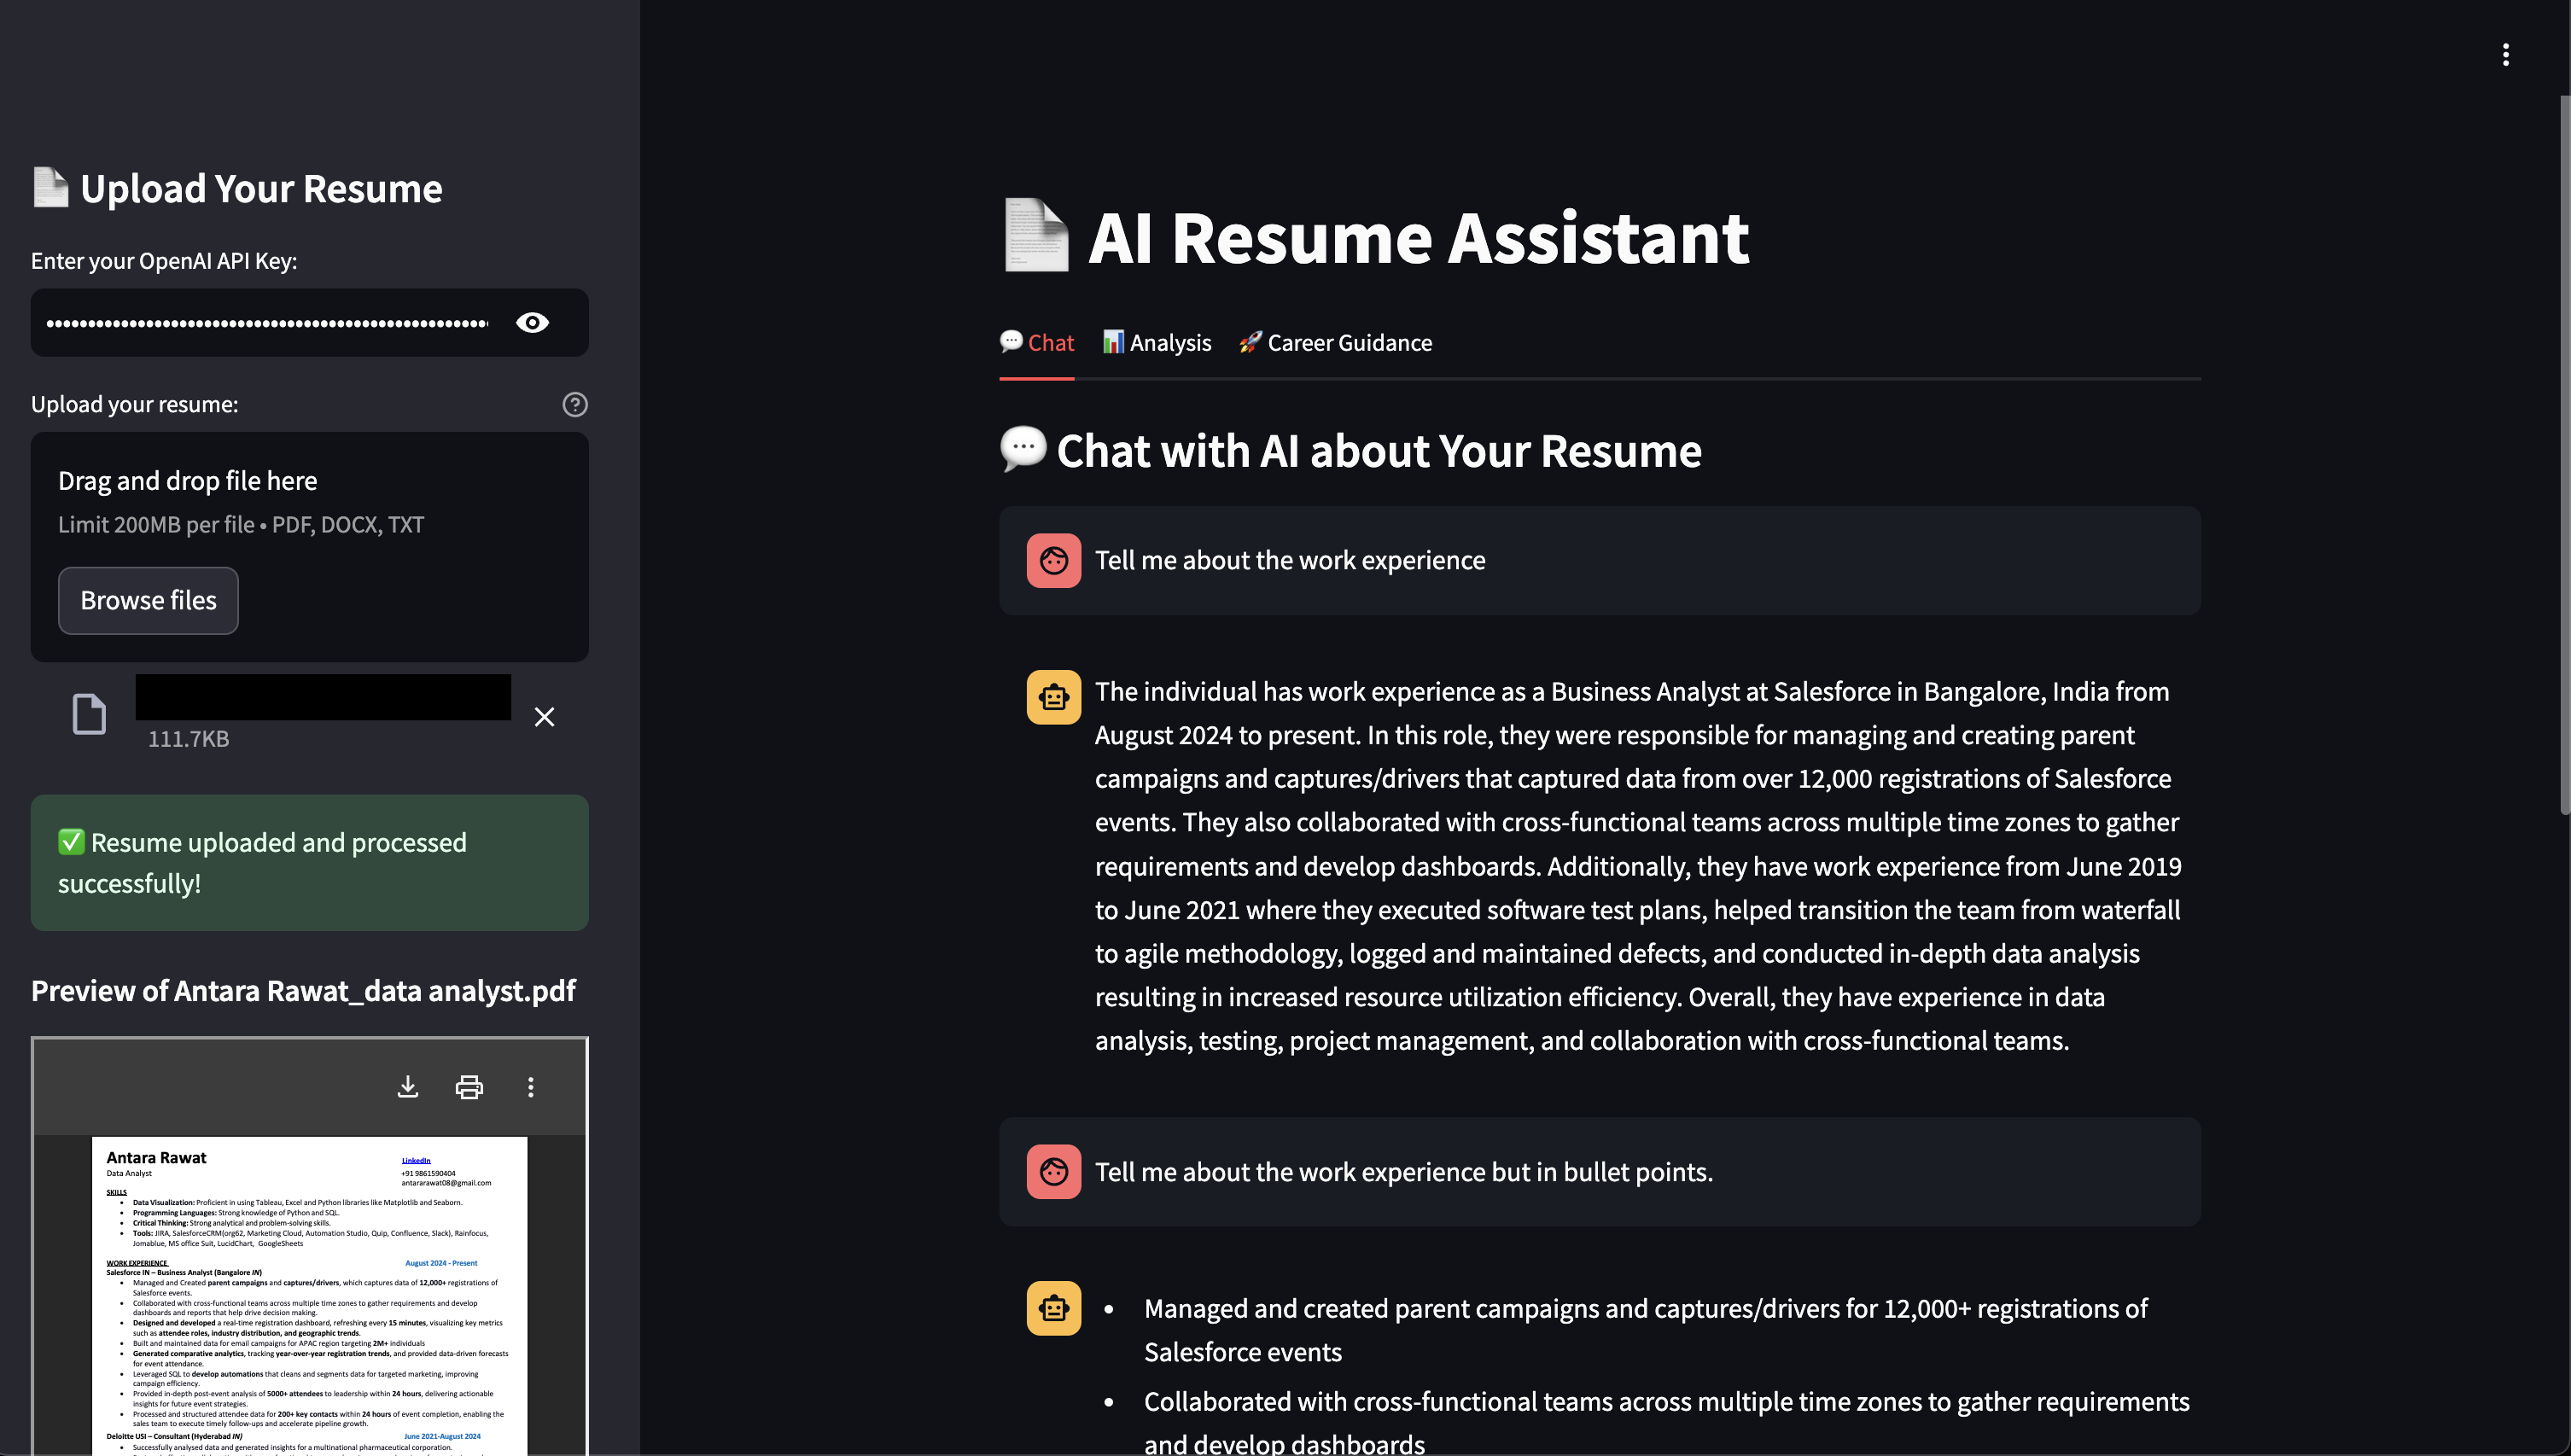 Upload Your Resume
Enter your OpenAI API Key:
Upload your resume:
Drag and drop file here
Limit 200MB per file • PDF, DOCX, TXT
Browse files
111.7KB
✅ Resume uploaded and processed
successfully!
Preview of Antara Rawat_data analyst.pdf
Antara Rawat
LinkedIn
Data Analyst
+91 9861590404
antararawat08@gmail.com
SKILLS
• Data Visualization: Proficient in using Tableau, Excel and Python libraries like Matplotlib and Seaborn.
• Programming Languages: Strong knowledge of Python and SQL.
• Critical Thinking: Strong analytical and problem-solving skills.
• Tools: JIRA, SalesforceCRM(org62, Marketing Cloud, Automation Studio, Quip, Confluence, Slack), Rainfocus,
Jomablue, MS office Suit, LucidChart, GoogleSheets
WORK EXPERIENCE
August 2024 - Present
Salesforce IN – Business Analyst (Bangalore IN)
• Managed and Created parent campaigns and captures/drivers, which captures data of 12,000+ registrations of
Salesforce events.
• Collaborated with cross-functional teams across multiple time zones to gather requirements and develop
dashboards and reports that help drive decision making.
• Designed and developed a real-time registration dashboard, refreshing every 15 minutes, visualizing key metrics
such as attendee roles, industry distribution, and geographic trends.
• Built and maintained data for email campaigns for APAC region targeting 2M+ individuals
• Generated comparative analytics, tracking year-over-year registration trends, and provided data-driven forecasts
for event attendance.
• Leveraged SQL to develop automations that cleans and segments data for targeted marketing, improving
campaign efficiency.
• Provided in-depth post-event analysis of 5000+ attendees to leadership within 24 hours, delivering actionable
insights for future event strategies.
• Processed and structured attendee data for 200+ key contacts within 24 hours of event completion, enabling the
sales team to execute timely follow-ups and accelerate pipeline growth.
Deloitte USI – Consultant (Hyderabad IN)
June 2021-August 2024
• Successfully analysed data and generated insights for a multinational pharmaceutical corporation.
AI Resume Assistant
Chat Analysis Career Guidance
Chat with AI about Your Resume
Tell me about the work experience
The individual has work experience as a Business Analyst at Salesforce in Bangalore, India from
August 2024 to present. In this role, they were responsible for managing and creating parent
campaigns and captures/drivers that captured data from over 12,000 registrations of Salesforce
events. They also collaborated with cross-functional teams across multiple time zones to gather
requirements and develop dashboards. Additionally, they have work experience from June 2019
to June 2021 where they executed software test plans, helped transition the team from waterfall
to agile methodology, logged and maintained defects, and conducted in-depth data analysis
resulting in increased resource utilization efficiency. Overall, they have experience in data
analysis, testing, project management, and collaboration with cross-functional teams.
Tell me about the work experience but in bullet points.
• Managed and created parent campaigns and captures/drivers for 12,000+ registrations of
Salesforce events
• Collaborated with cross-functional teams across multiple time zones to gather requirements
and develop dashboards